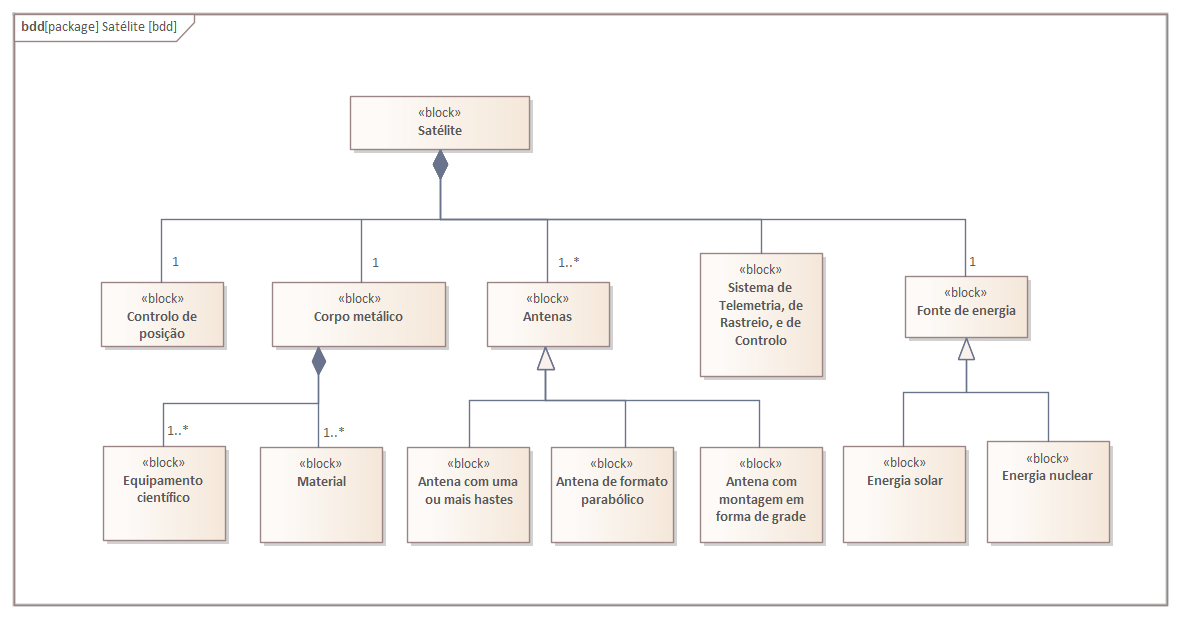 bdd[package] Satélite [bdd]
«block»
Satélite
1
1
1..*
1
«block»
Controlo de
posição
«block»
Corpo metálico
«block»
Antenas
«block»
Sistema de
Telemetria, de
Rastreio, e de
Controlo
«block»
Fonte de energia
1..*
1..*
«block»
Equipamento
científico
«block»
Material
«block»
Antena com uma
ou mais hastes
«block»
Antena de formato
parabólico
«block»
Antena com
montagem em
forma de grade
«block»
Energia solar
«block»
Energia nuclear